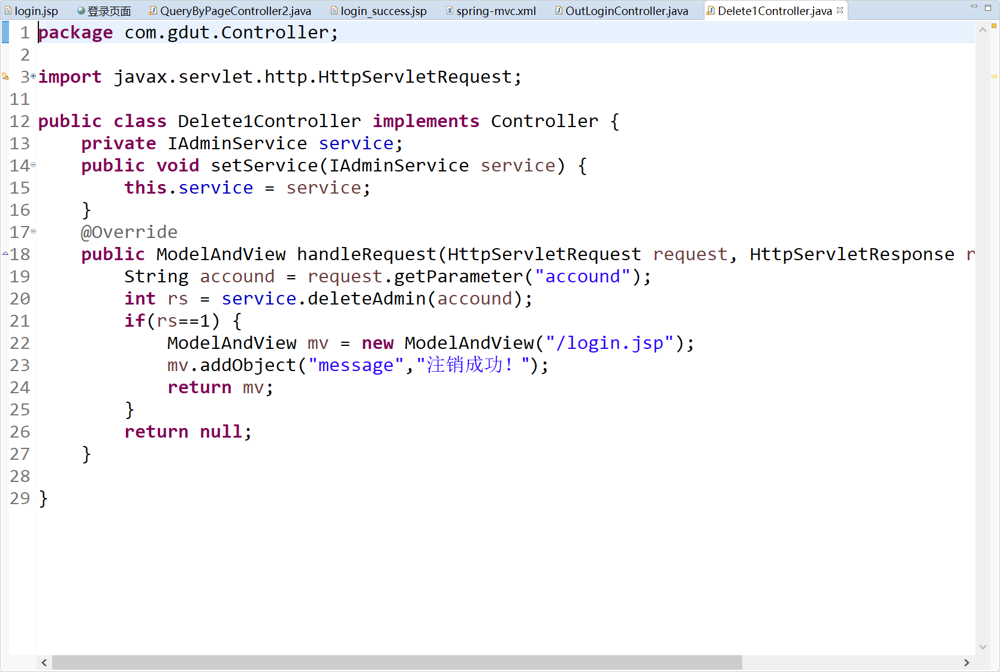 login.jsp 登录页面 QueryByPageController2.java login_success.jsp spring-mvc.xml OutLoginController.java Delete1Controller.java
1 package com.gdut.Controller;
2
3 import javax.servlet.http.HttpServletRequest;
11
12 public class Delete1Controller implements Controller {
13     private IAdminService service;
14     public void setService(IAdminService service) {
15         this.service = service;
16     }
17     @Override
18     public ModelAndView handleRequest(HttpServletRequest request, HttpServletResponse r
19         String accound = request.getParameter("accound");
20         int rs = service.deleteAdmin(accound);
21         if(rs==1) {
22             ModelAndView mv = new ModelAndView("/login.jsp");
23             mv.addObject("message","注销成功！");
24             return mv;
25         }
26         return null;
27     }
28
29 }